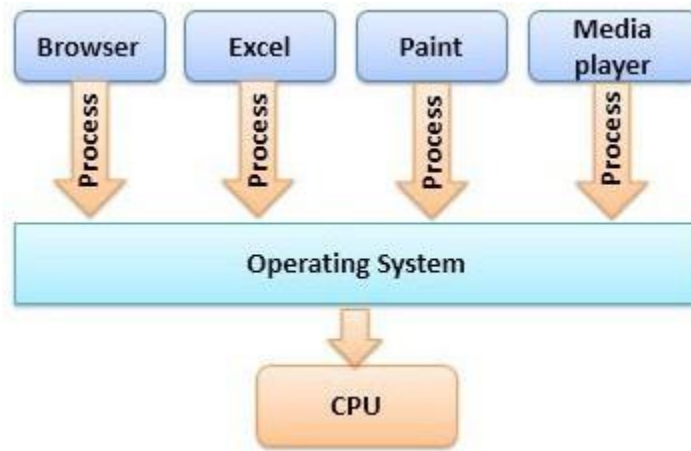 Browser
Excel
Paint
Media
player
Process
Process
Process
Process
Operating System
CPU